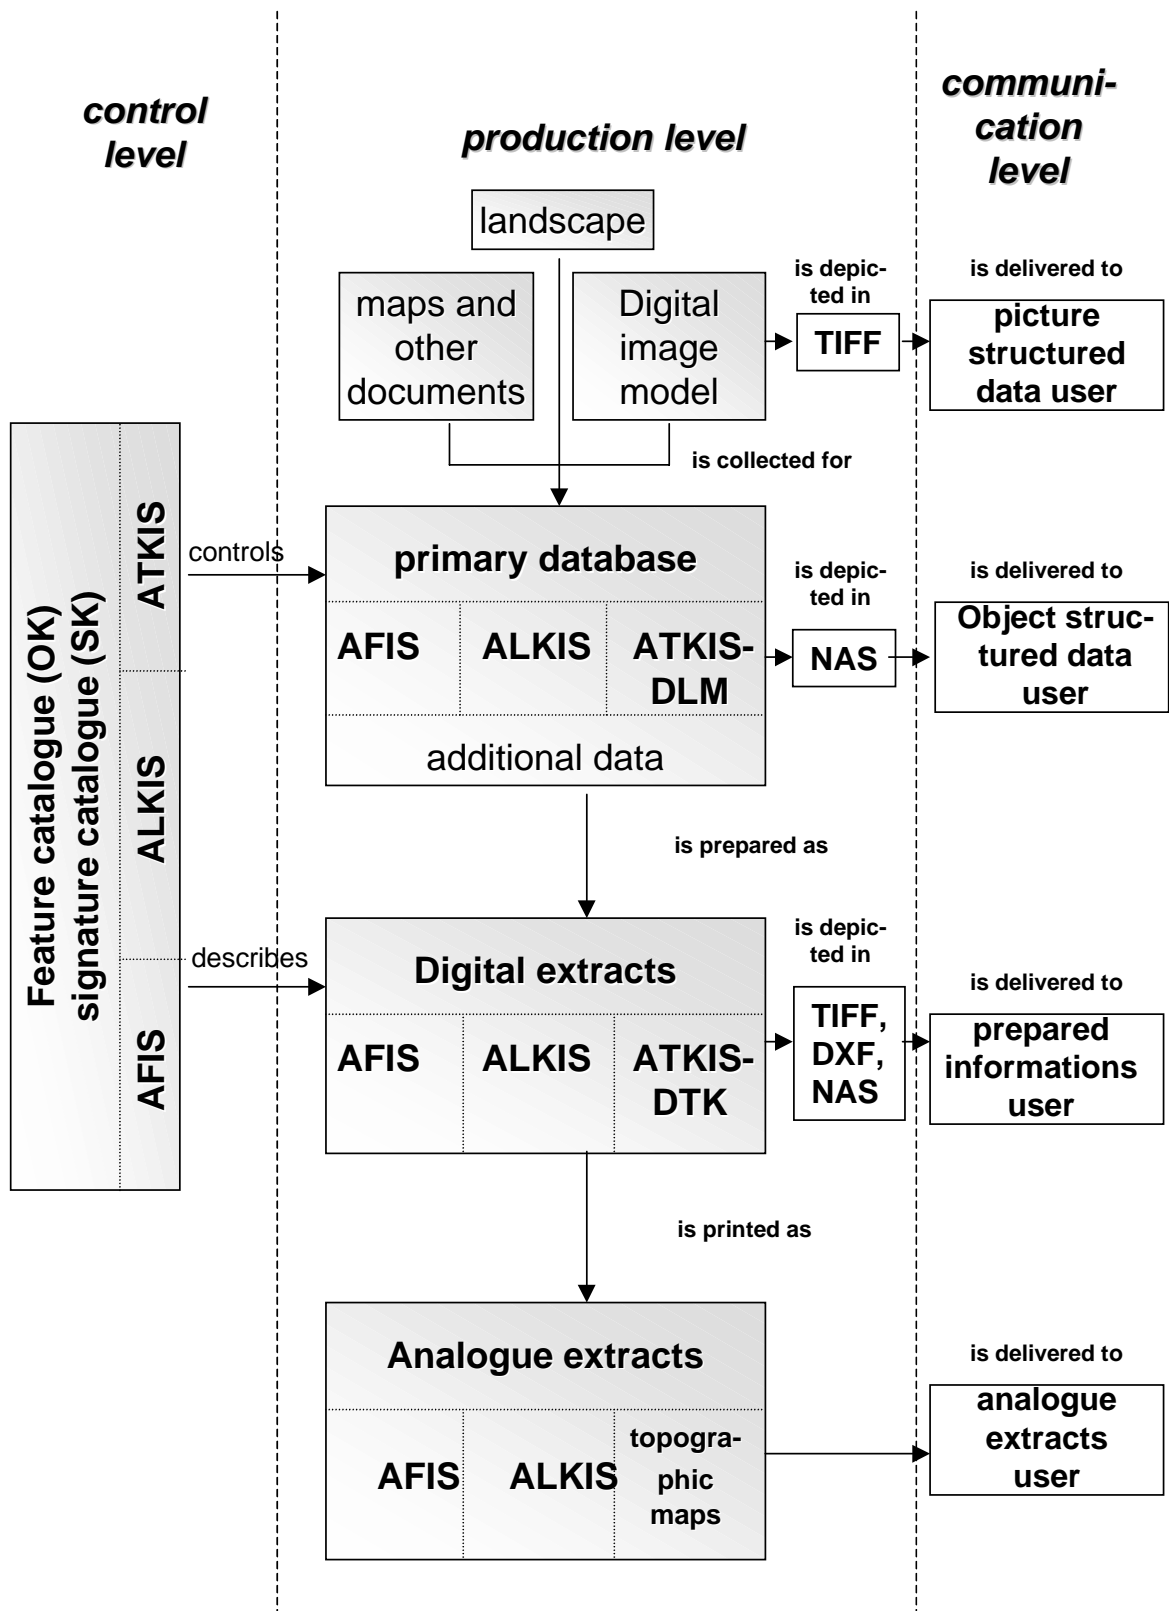 control
level
production level
communi-
cation
level
landscape
maps and
other
documents
Digital
image
model
is depic-
ted in
TIFF
is delivered to
picture
structured
data user
is collected for
Feature catalogue (OK)
signature catalogue (SK)
ATKIS
ALKIS
AFIS
controls
primary database
AFIS
ALKIS
ATKIS-
DLM
additional data
is depic-
ted in
NAS
is delivered to
Object struc-
tured data
user
is prepared as
describes
Digital extracts
AFIS
ALKIS
ATKIS-
DTK
is depic-
ted in
TIFF,
DXF,
NAS
is delivered to
prepared
informations
user
is printed as
Analogue extracts
AFIS
ALKIS
topogra-
phic
maps
is delivered to
analogue
extracts
user